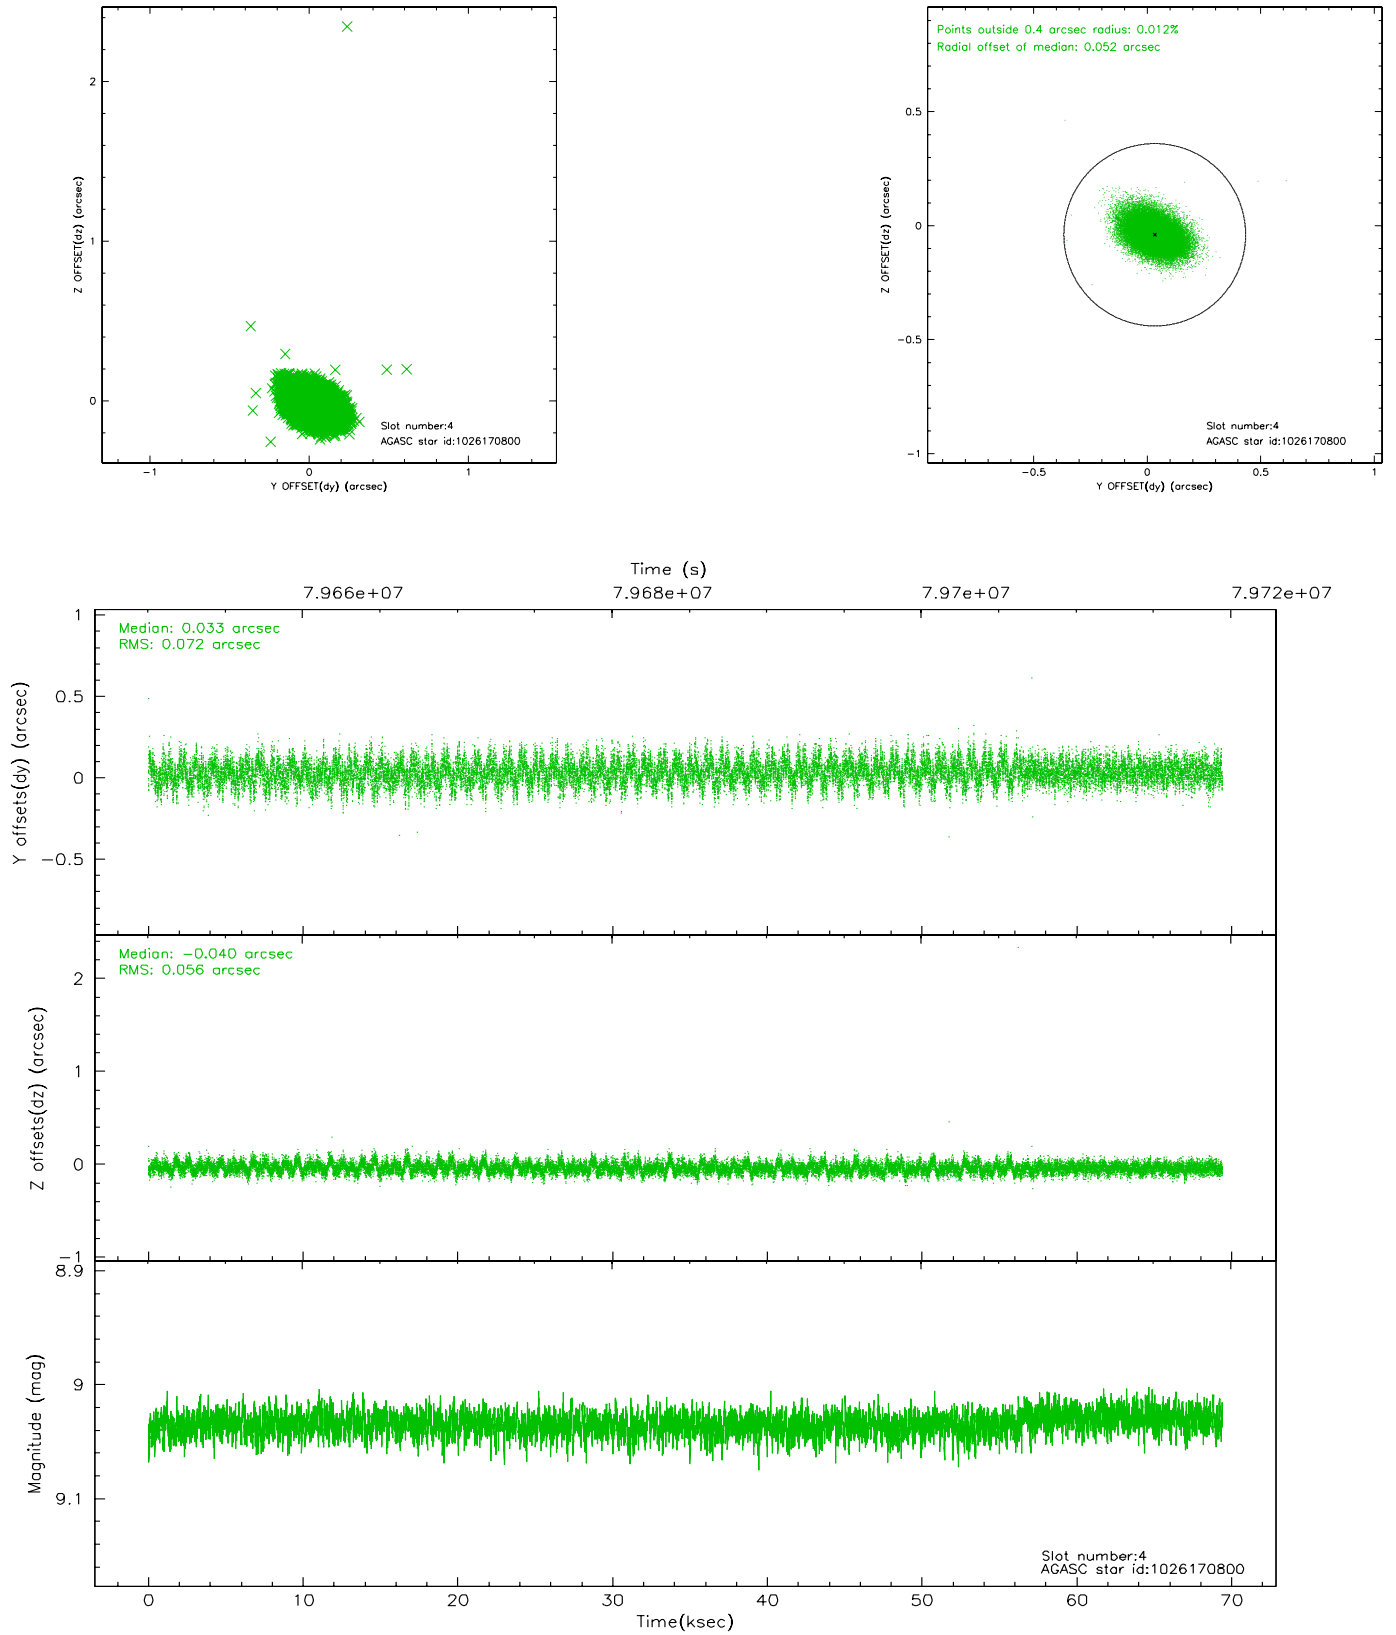 2
1
0
Z OFFSET(dz) (arcsec)
Slot number:4
AGASC star id:1026170800
−1
0
1
Y OFFSET(dy) (arcsec)
Points outside 0.4 arcsec radius: 0.012%
Radial offset of median: 0.052 arcsec
0.5
0
−0.5
−1
Z OFFSET(dz) (arcsec)
Slot number:4
AGASC star id:1026170800
−0.5
0
0.5
1
Y OFFSET(dy) (arcsec)
Time (s)
7.966e+07
7.968e+07
7.97e+07
7.972e+07
1
0.5
0
−0.5
Y offsets(dy) (arcsec)
Median: 0.033 arcsec
RMS: 0.072 arcsec
2
1
0
−1
Z offsets(dz) (arcsec)
Median: −0.040 arcsec
RMS: 0.056 arcsec
8.9
9
9.1
Magnitude (mag)
Slot number:4
AGASC star id:1026170800
0
10
20
30
40
50
60
70
Time(ksec)